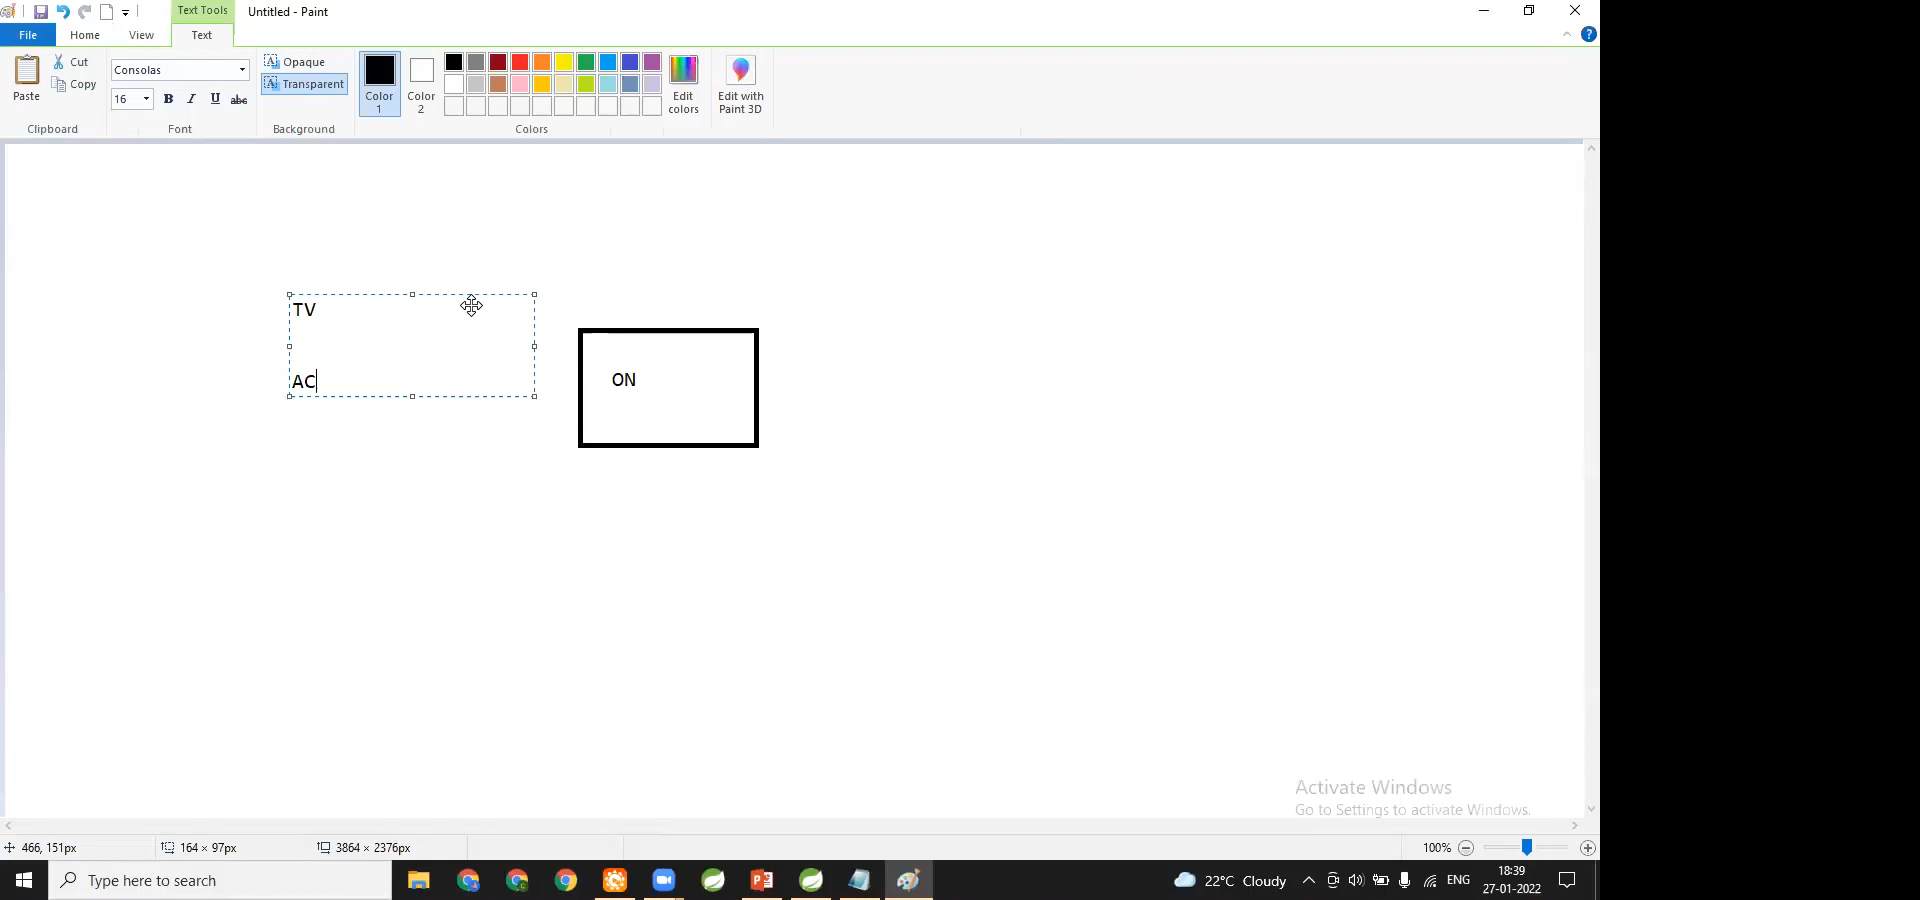 Text Tools
Untitled - Paint
File
Home
View
Text
?
Paste
Cut
Copy
Clipboard
Consolas
16
B
I
U
abc
Font
A
Opaque
A
Transparent
Background
Color
1
Color
2
Edit
colors
Colors
Edit with
Paint 3D
TV
AC
ON
Activate Windows
Go to Settings to activate Windows.
466, 151px
164 × 97px
3864 × 2376px
100%
Type here to search
22°C Cloudy
ENG
18:39
27-01-2022